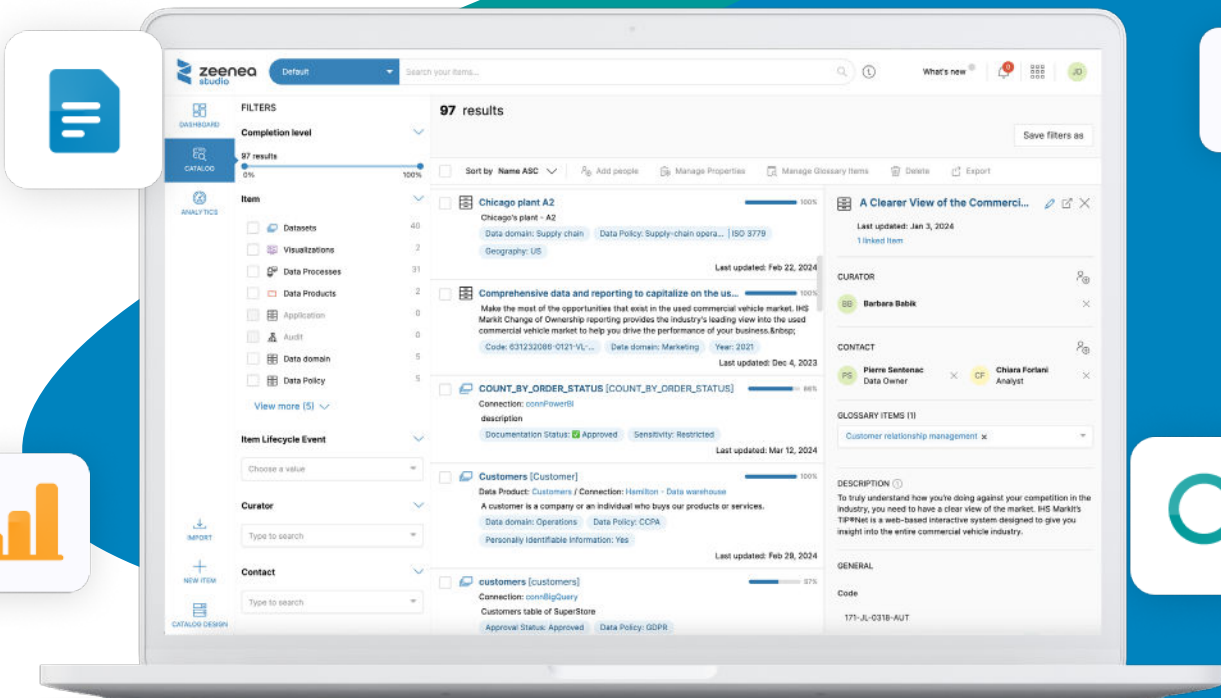 zeenea
studio
Default
Search your items...
What's new
JD
DASHBOARD
CATALOG
ANALYTICS
IMPORT
NEW ITEM
CATALOG DESIGN
FILTERS
Completion level
97 results
0%
100%
Item
Datasets 40
Visualizations 2
Data Processes 31
Data Products 2
Application 0
Audit 0
Data domain 5
Data Policy 5
View more (5)
Item Lifecycle Event
Choose a value
Curator
Type to search
Contact
Type to search
97 results
Save filters as
Sort by Name ASC
Add people
Manage Properties
Manage Glossary Items
Delete
Export
Chicago plant A2 100%
Chicago's plant - A2
Data domain: Supply chain Data Policy: Supply-chain opera... | ISO 3779
Geography: US
Last updated: Feb 22, 2024
Comprehensive data and reporting to capitalize on the us... 100%
Make the most of the opportunities that exist in the used commercial vehicle market. IHS
Markit Change of Ownership reporting provides the industry's leading view into the used
commercial vehicle market to help you drive the performance of your business.&nbsp;
Code: 631232086-0121-VL-... Data domain: Marketing Year: 2021
Last updated: Dec 4, 2023
COUNT_BY_ORDER_STATUS [COUNT_BY_ORDER_STATUS]
Connection: connPowerBI
description
Documentation Status: ✅ Approved Sensitivity: Restricted
Last updated: Mar 12, 2024
Customers [Customer] 100%
Data Product: Customers / Connection: Hamilton - Data warehouse
A customer is a company or an individual who buys our products or services.
Data domain: Operations Data Policy: CCPA
Personally Identifiable Information: Yes
Last updated: Feb 29, 2024
customers [customers]
Connection: connBigQuery
Customers table of SuperStore
Approval Status: Approved Data Policy: GDPR
A Clearer View of the Commerci...
Last updated: Jan 3, 2024
1 linked item
CURATOR
BB Barbara Babik
CONTACT
PS Pierre Sentenac
Data Owner
CF Chiara Forlani
Analyst
GLOSSARY ITEMS (1)
Customer relationship management x
DESCRIPTION
To truly understand how you're doing against your competition in the
industry, you need to have a clear view of the market. IHS Markit's
TIP®Net is a web-based interactive system designed to give you
insight into the entire commercial vehicle industry.
GENERAL
Code
171-JL-0318-AUT